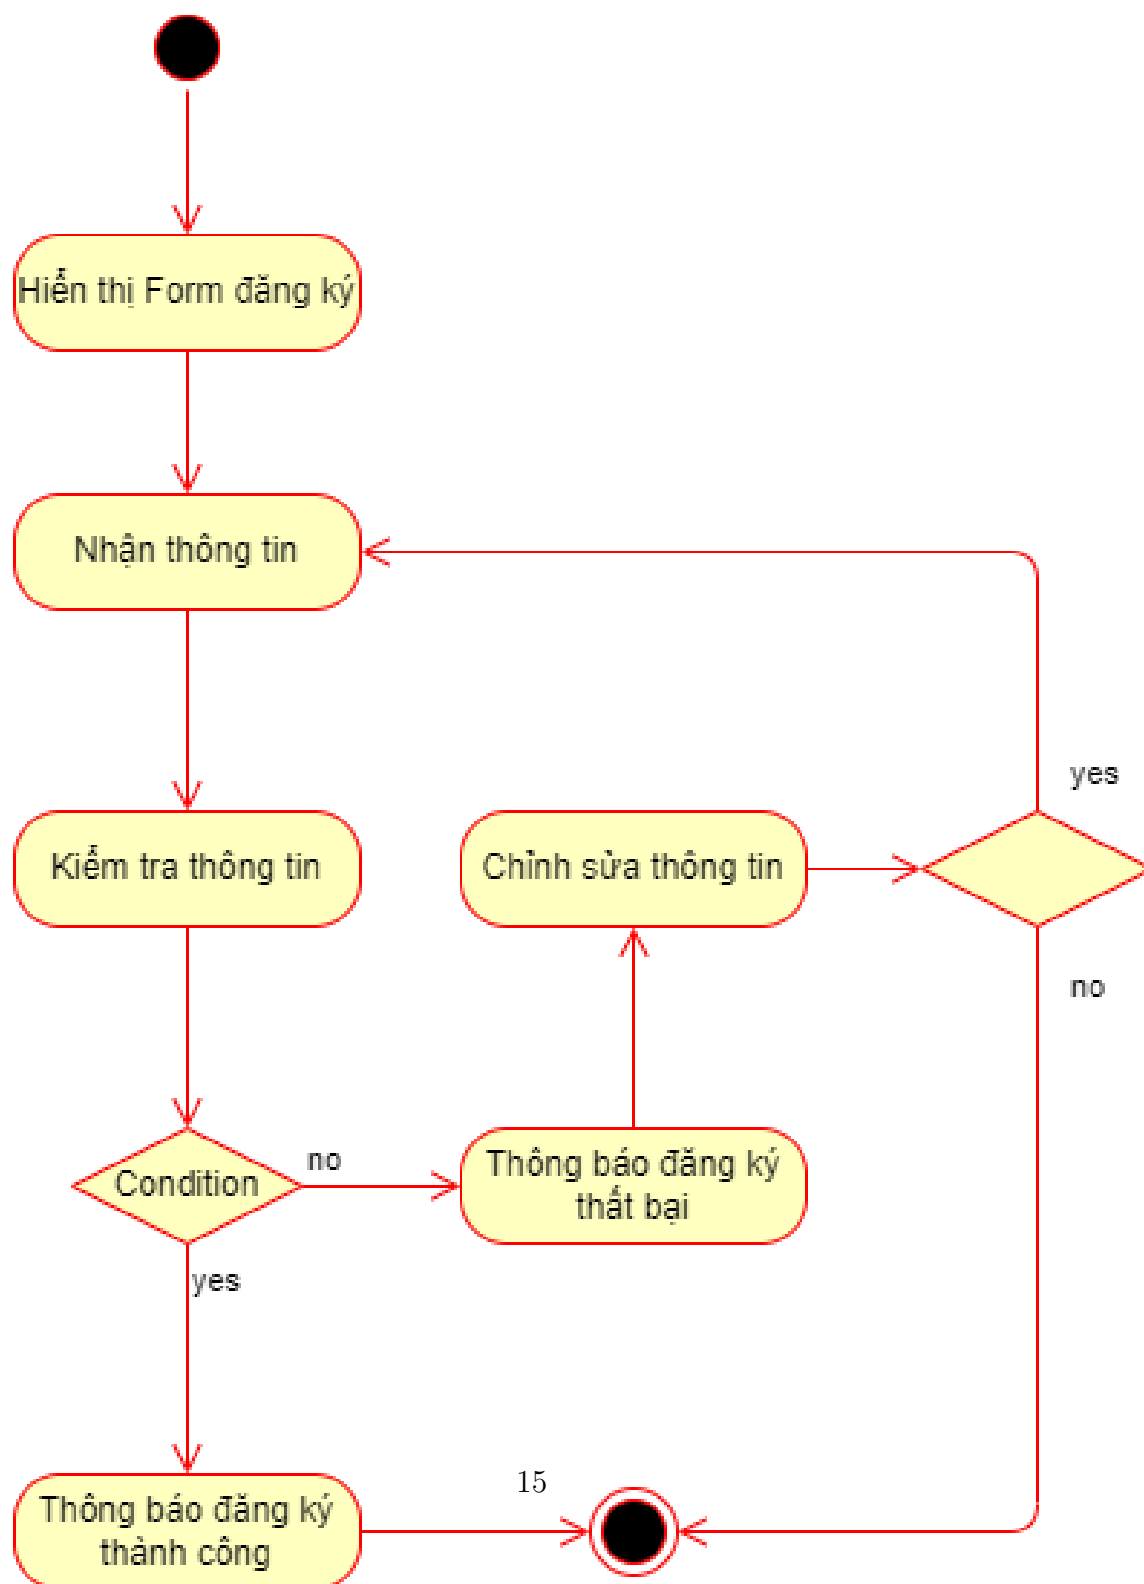 Hiển thị Form đăng ký
Nhận thông tin
yes
Kiểm tra thông tin
Chỉnh sửa thông tin
no
Condition
no
Thông báo đăng ký
thất bại
yes
15
Thông báo đăng ký
thành công